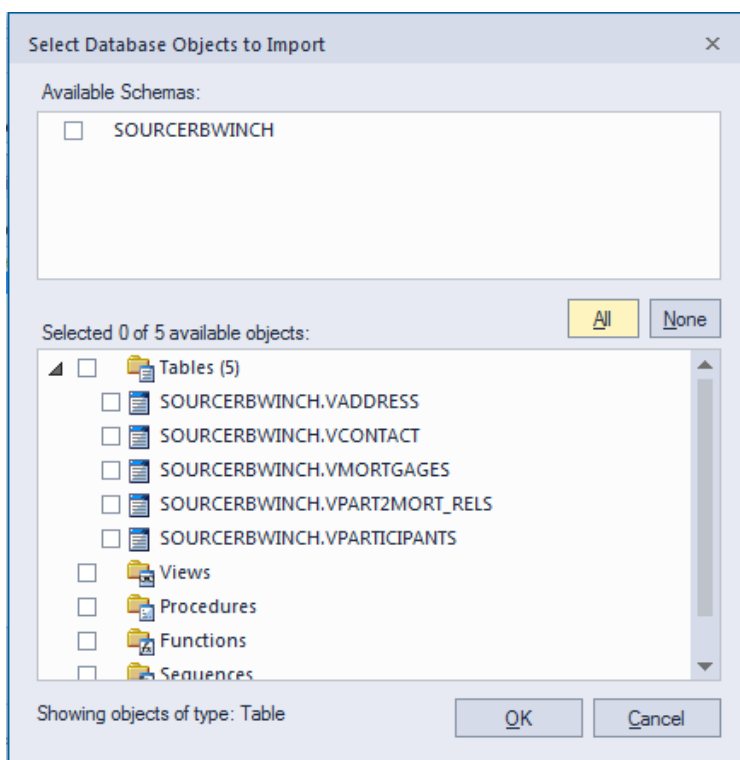 Select Database Objects to Import
Available Schemas:
SOURCERBWINCH
All
None
Selected 0 of 5 available objects:
Tables (5)
SOURCERBWINCH.VADDRESS
SOURCERBWINCH.VCONTACT
SOURCERBWINCH.VMORTGAGES
SOURCERBWINCH.VPART2MORT_RELS
SOURCERBWINCH.VPARTICIPANTS
Views
Procedures
Functions
Sequences
Showing objects of type: Table
OK
Cancel